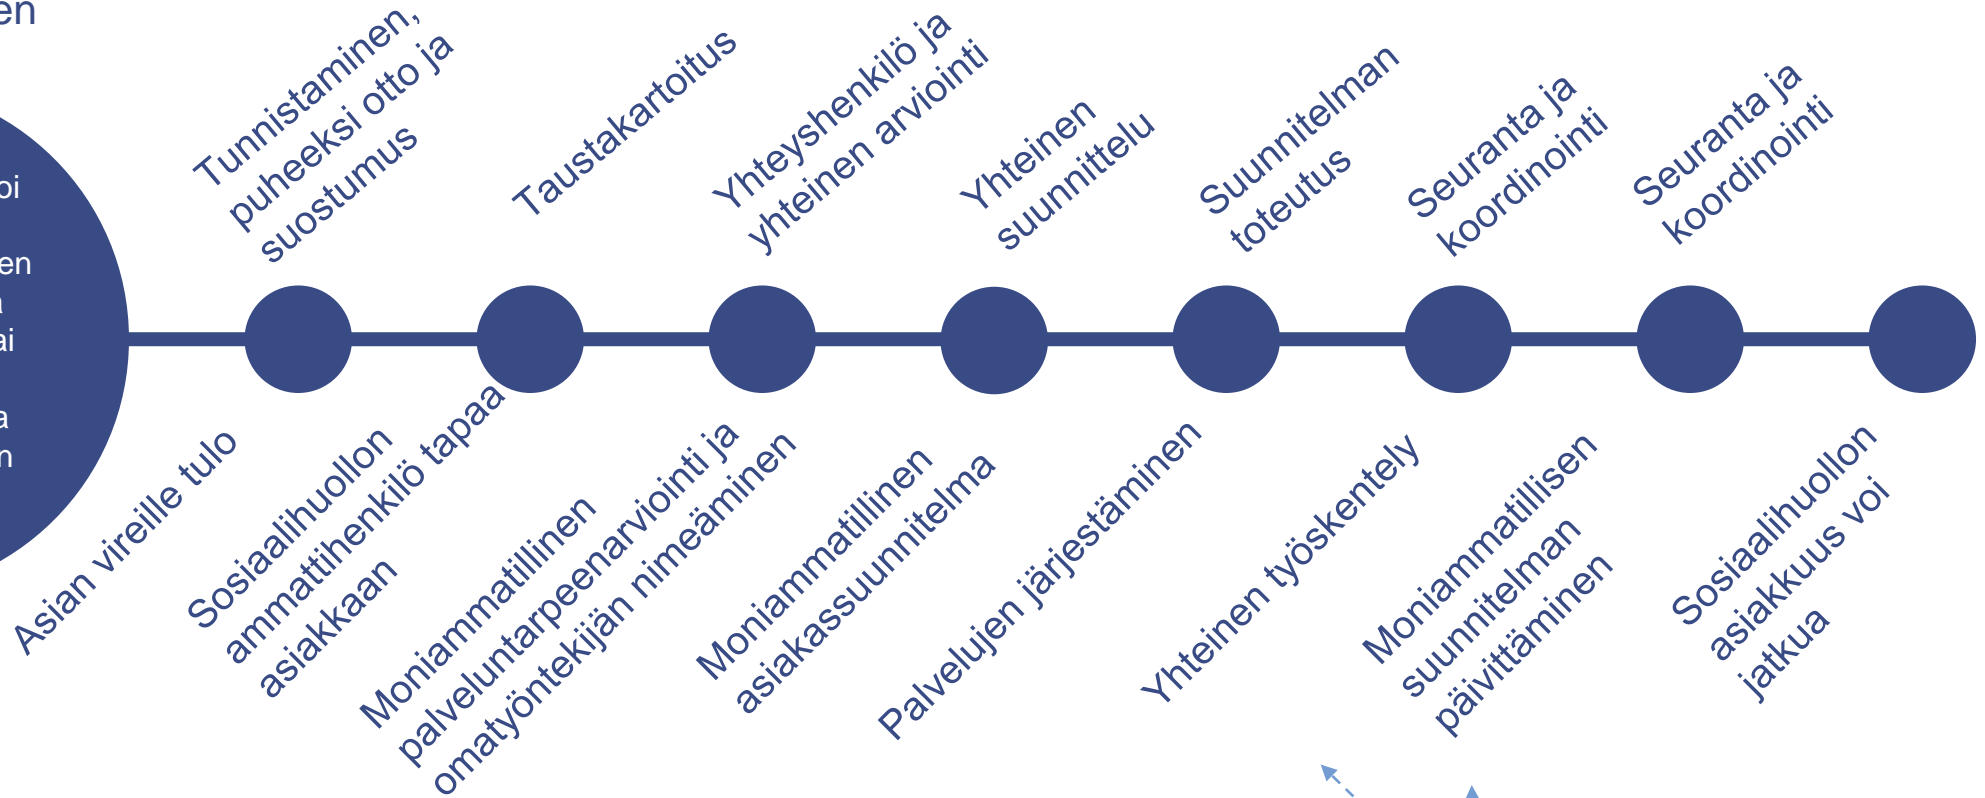 Tunnistaminen,
puheeksi otto ja
suostumus
Taustakartoitus
Yhteyshenkilö ja
yhteinen arviointi
Yhteinen
suunnittelu
Suunnitelman
toteutus
Seuranta ja
koordinointi
Seuranta ja
koordinointi
Asian vireille tulo
Sosiaalihuollon
ammattihenkilö tapaa
asiakkaan
Moniammatillinen
palveluntarpeenarviointi ja
omatyöntekijän nimeäminen
Moniammatillinen
asiakassuunnitelma
Palvelujen järjestäminen
Yhteinen työskentely
Moniammatillisen
suunnitelman
päivittäminen
Sosiaalihuollon
asiakkuus voi
jatkua